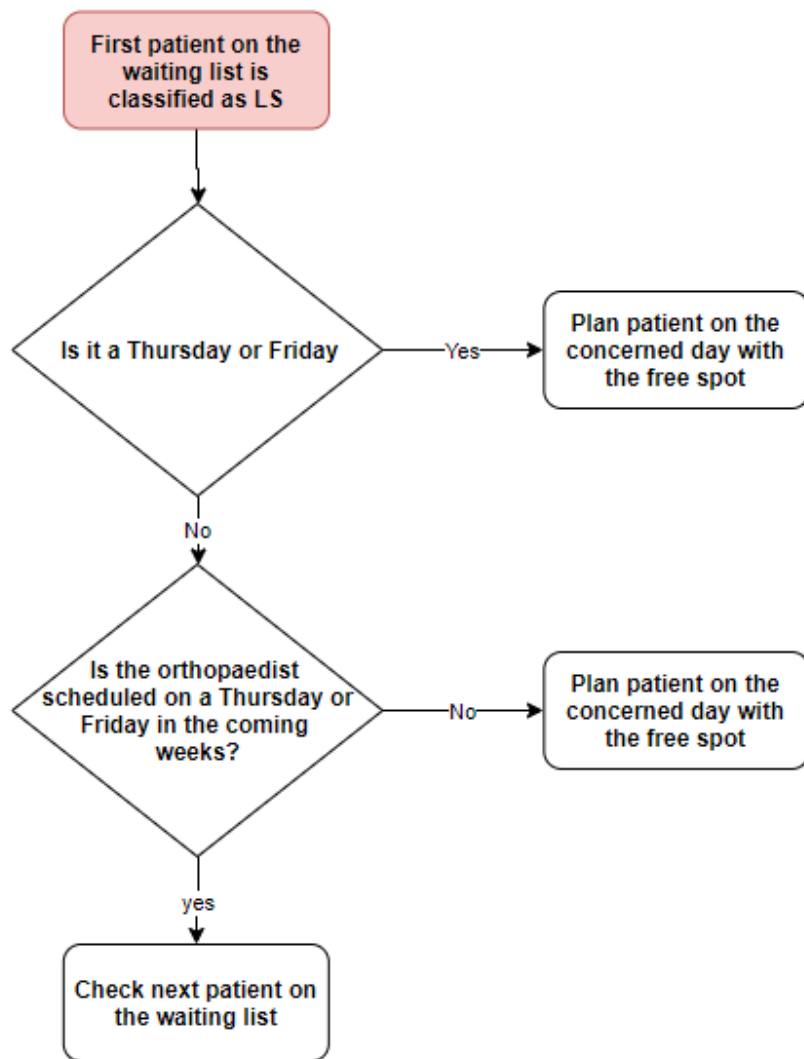 First patient on the
waiting list is
classified as LS
Is it a Thursday or Friday
Yes
Plan patient on the
concerned day with
the free spot
No
Is the orthopaedist
scheduled on a Thursday or
Friday in the coming
weeks?
No
Plan patient on the
concerned day with
the free spot
yes
Check next patient on
the waiting list